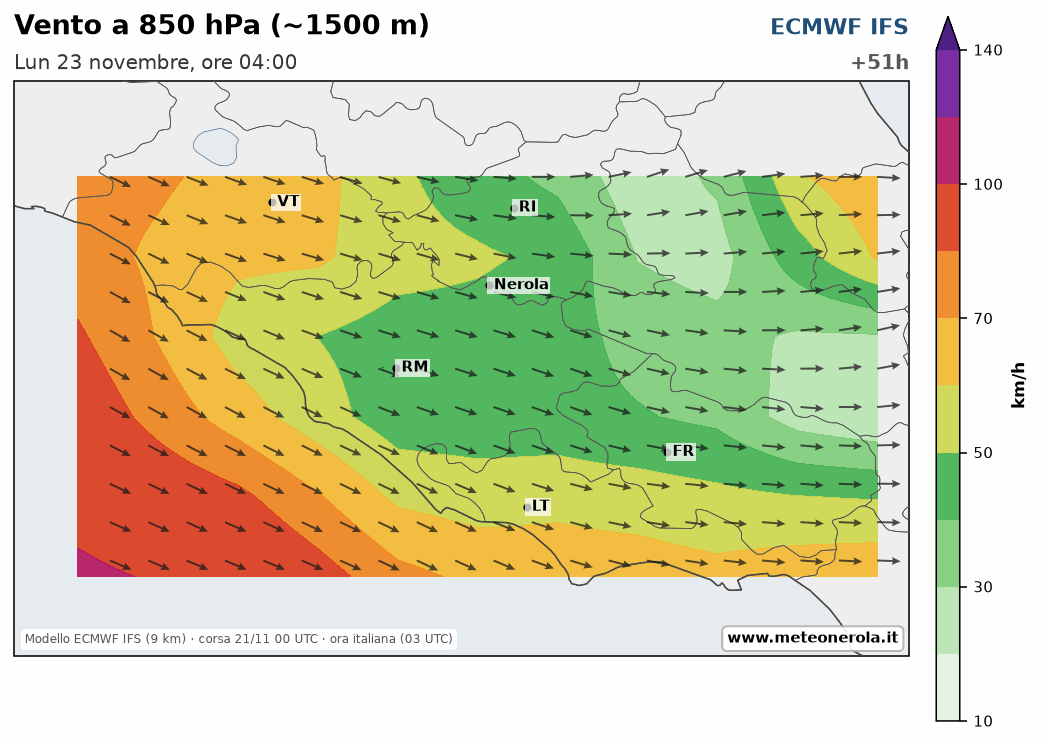 Vento a 850 hPa (~1500 m)
ECMWF IFS
Lun 23 novembre, ore 04:00
+51h
VT
RI
Nerola
RM
FR
LT
Modello ECMWF IFS (9 km) · corsa 21/11 00 UTC · ora italiana (03 UTC)
www.meteonerola.it
140
100
70
50
30
10
km/h